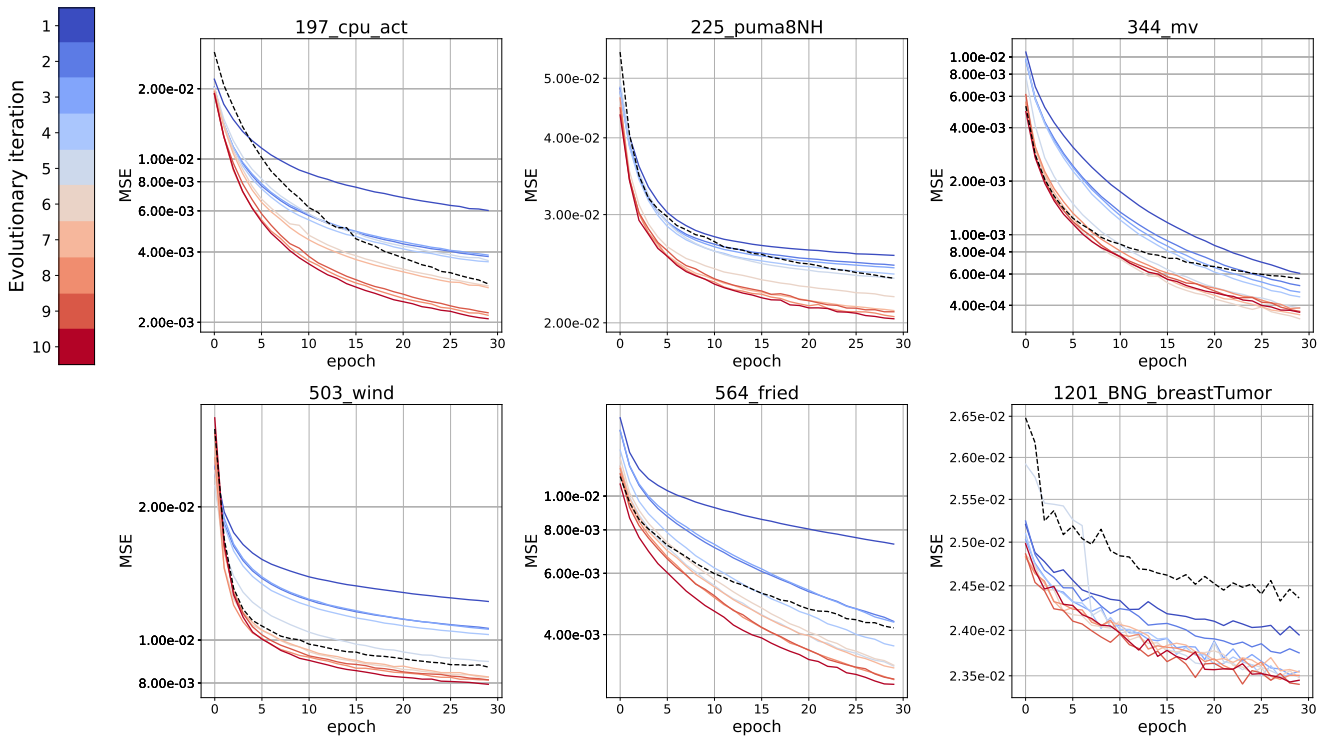 Evolutionary iteration
1
2
3
4
5
6
7
8
9
10
197_cpu_act
MSE
2.00e−02
1.00e−02
8.00e−03
6.00e−03
4.00e−03
2.00e−03
0 5 10 15 20 25 30
epoch
225_puma8NH
MSE
5.00e−02
4.00e−02
3.00e−02
2.00e−02
0 5 10 15 20 25 30
epoch
344_mv
MSE
1.00e−02
8.00e−03
6.00e−03
4.00e−03
2.00e−03
1.00e−03
8.00e−04
6.00e−04
4.00e−04
0 5 10 15 20 25 30
epoch
503_wind
MSE
2.00e−02
1.00e−02
8.00e−03
0 5 10 15 20 25 30
epoch
564_fried
MSE
1.00e−02
8.00e−03
6.00e−03
4.00e−03
0 5 10 15 20 25 30
epoch
1201_BNG_breastTumor
MSE
2.65e−02
2.60e−02
2.55e−02
2.50e−02
2.45e−02
2.40e−02
2.35e−02
0 5 10 15 20 25 30
epoch